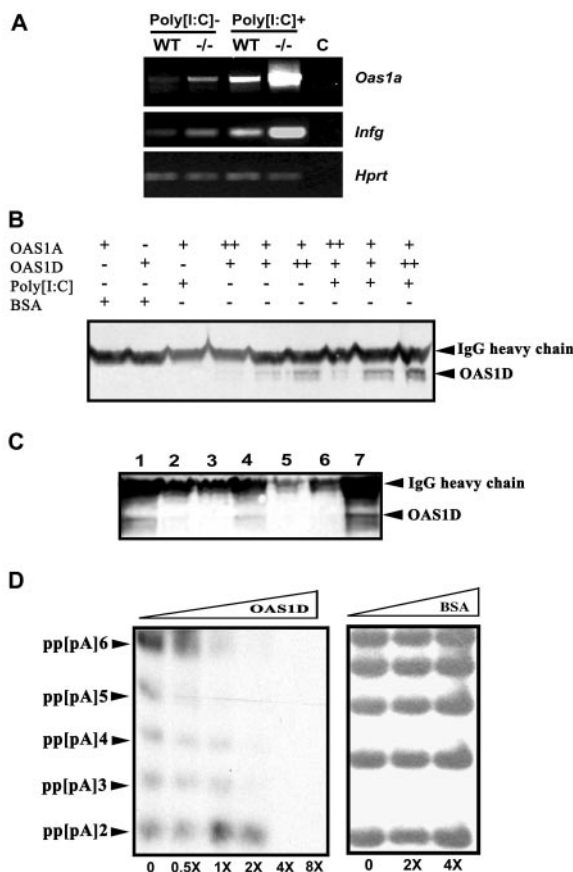 A
Poly[I:C]- Poly[I:C]+
WT -/- WT -/- C
Oas1a
Infg
Hprt
B
OAS1A + - + ++ + + ++ + +
OAS1D - + - + + ++ + + ++
Poly[I:C] - - + - - - + + +
BSA + + - - - - - - -
IgG heavy chain
OAS1D
C
1 2 3 4 5 6 7
IgG heavy chain
OAS1D
D
OAS1D
BSA
pp[pA]6
pp[pA]5
pp[pA]4
pp[pA]3
pp[pA]2
0 0.5X 1X 2X 4X 8X
0 2X 4X